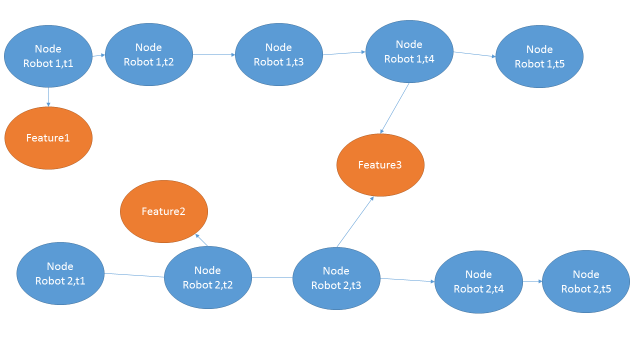 Node
Robot 1,t1
Node
Robot 1,t2
Node
Robot 1,t3
Node
Robot 1,t4
Node
Robot 1,t5
Feature1
Feature3
Feature2
Node
Robot 2,t1
Node
Robot 2,t2
Node
Robot 2,t3
Node
Robot 2,t4
Node
Robot 2,t5